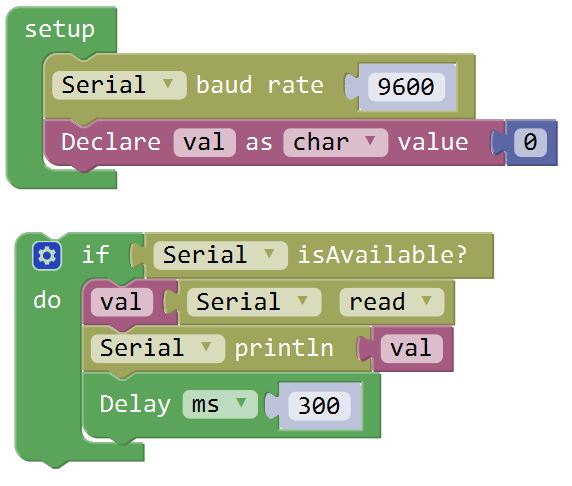 setup
Serial baud rate 9600
Declare val as char value 0
if Serial isAvailable?
do val Serial read
Serial println val
Delay ms 300